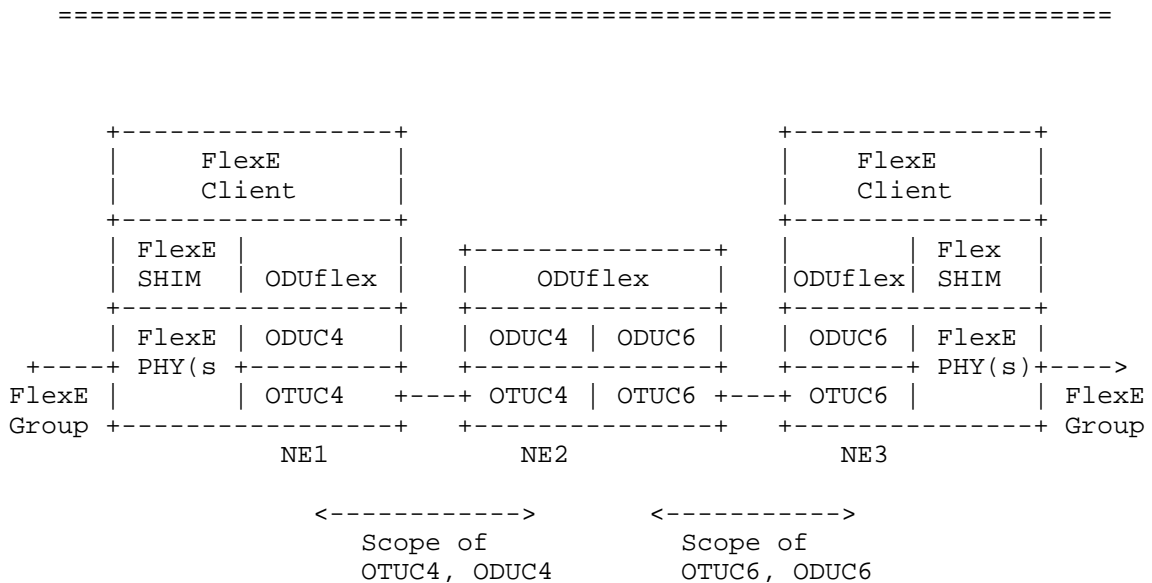 =================================================================
+-----------------+ +---------------+
| FlexE | | FlexE |
| Client | | Client |
+-----------------+ +---------------+
| FlexE | | +---------------+ | | Flex |
| SHIM | ODUflex | | ODUflex | |ODUflex| SHIM |
+-----------------+ +---------------+ +---------------+
| FlexE | ODUC4 | | ODUC4 | ODUC6 | | ODUC6 | FlexE |
+----+ PHY(s +---------+ +---------------+ +-------+ PHY(s)+---->
FlexE | | OTUC4 +---+ OTUC4 | OTUC6 +---+ OTUC6 | | FlexE
Group +-----------------+ +---------------+ +---------------+ Group
NE1 NE2 NE3
<------------> <----------->
Scope of Scope of
OTUC4, ODUC4 OTUC6, ODUC6